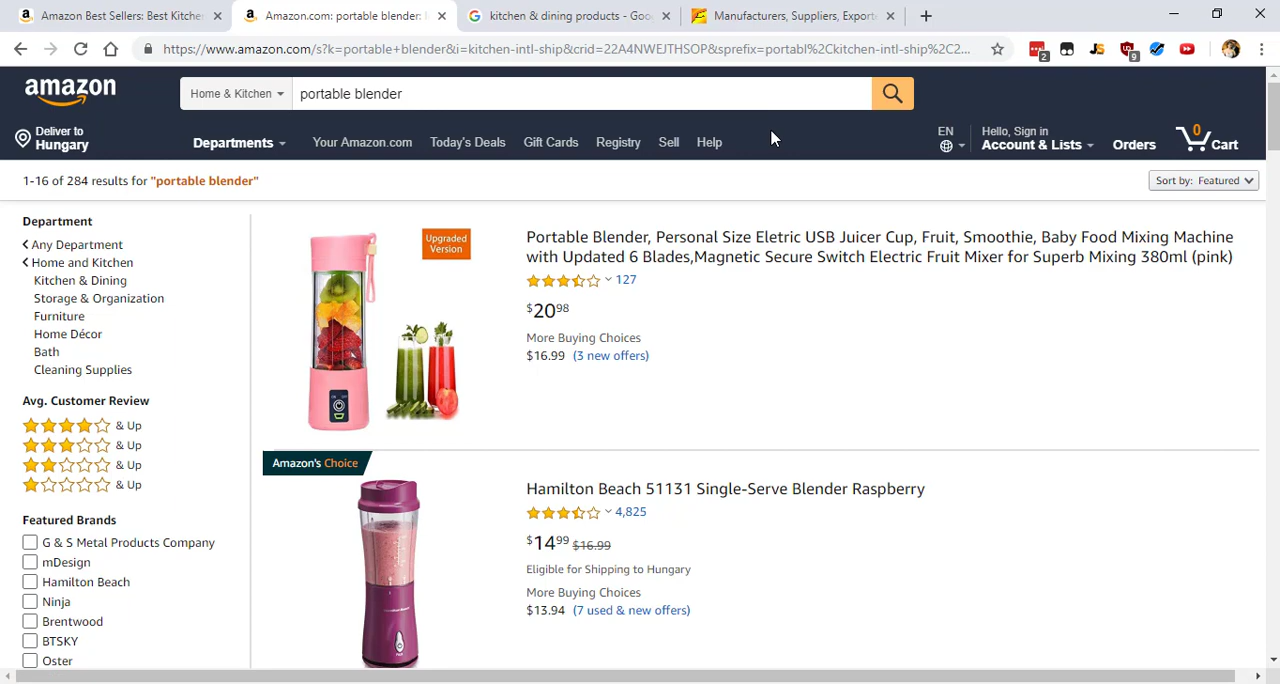 Amazon Best Sellers: Best Kitche
Amazon.com: portable blender:
kitchen & dining products - Goo
Manufacturers, Suppliers, Export
https://www.amazon.com/s?k=portable+blender&i=kitchen-intl-ship&crid=22A4NWEJTHSOP&sprefix=portabl%2Ckitchen-intl-ship%2C2...
2
9
amazon
Home & Kitchen
portable blender
Deliver to
Hungary
Departments
Your Amazon.com
Today's Deals
Gift Cards
Registry
Sell
Help
EN
Hello, Sign in
Account & Lists
Orders
0
Cart
1-16 of 284 results for "portable blender"
Sort by: Featured
Department
Any Department
Home and Kitchen
Kitchen & Dining
Storage & Organization
Furniture
Home Décor
Bath
Cleaning Supplies
Avg. Customer Review
& Up
& Up
& Up
& Up
Featured Brands
G & S Metal Products Company
mDesign
Hamilton Beach
Ninja
Brentwood
BTSKY
Oster
Upgraded
Version
Portable Blender, Personal Size Eletric USB Juicer Cup, Fruit, Smoothie, Baby Food Mixing Machine
with Updated 6 Blades,Magnetic Secure Switch Electric Fruit Mixer for Superb Mixing 380ml (pink)
127
$2098
More Buying Choices
$16.99 (3 new offers)
Amazon's Choice
Hamilton Beach 51131 Single-Serve Blender Raspberry
4,825
$1499 $16.99
Eligible for Shipping to Hungary
More Buying Choices
$13.94 (7 used & new offers)